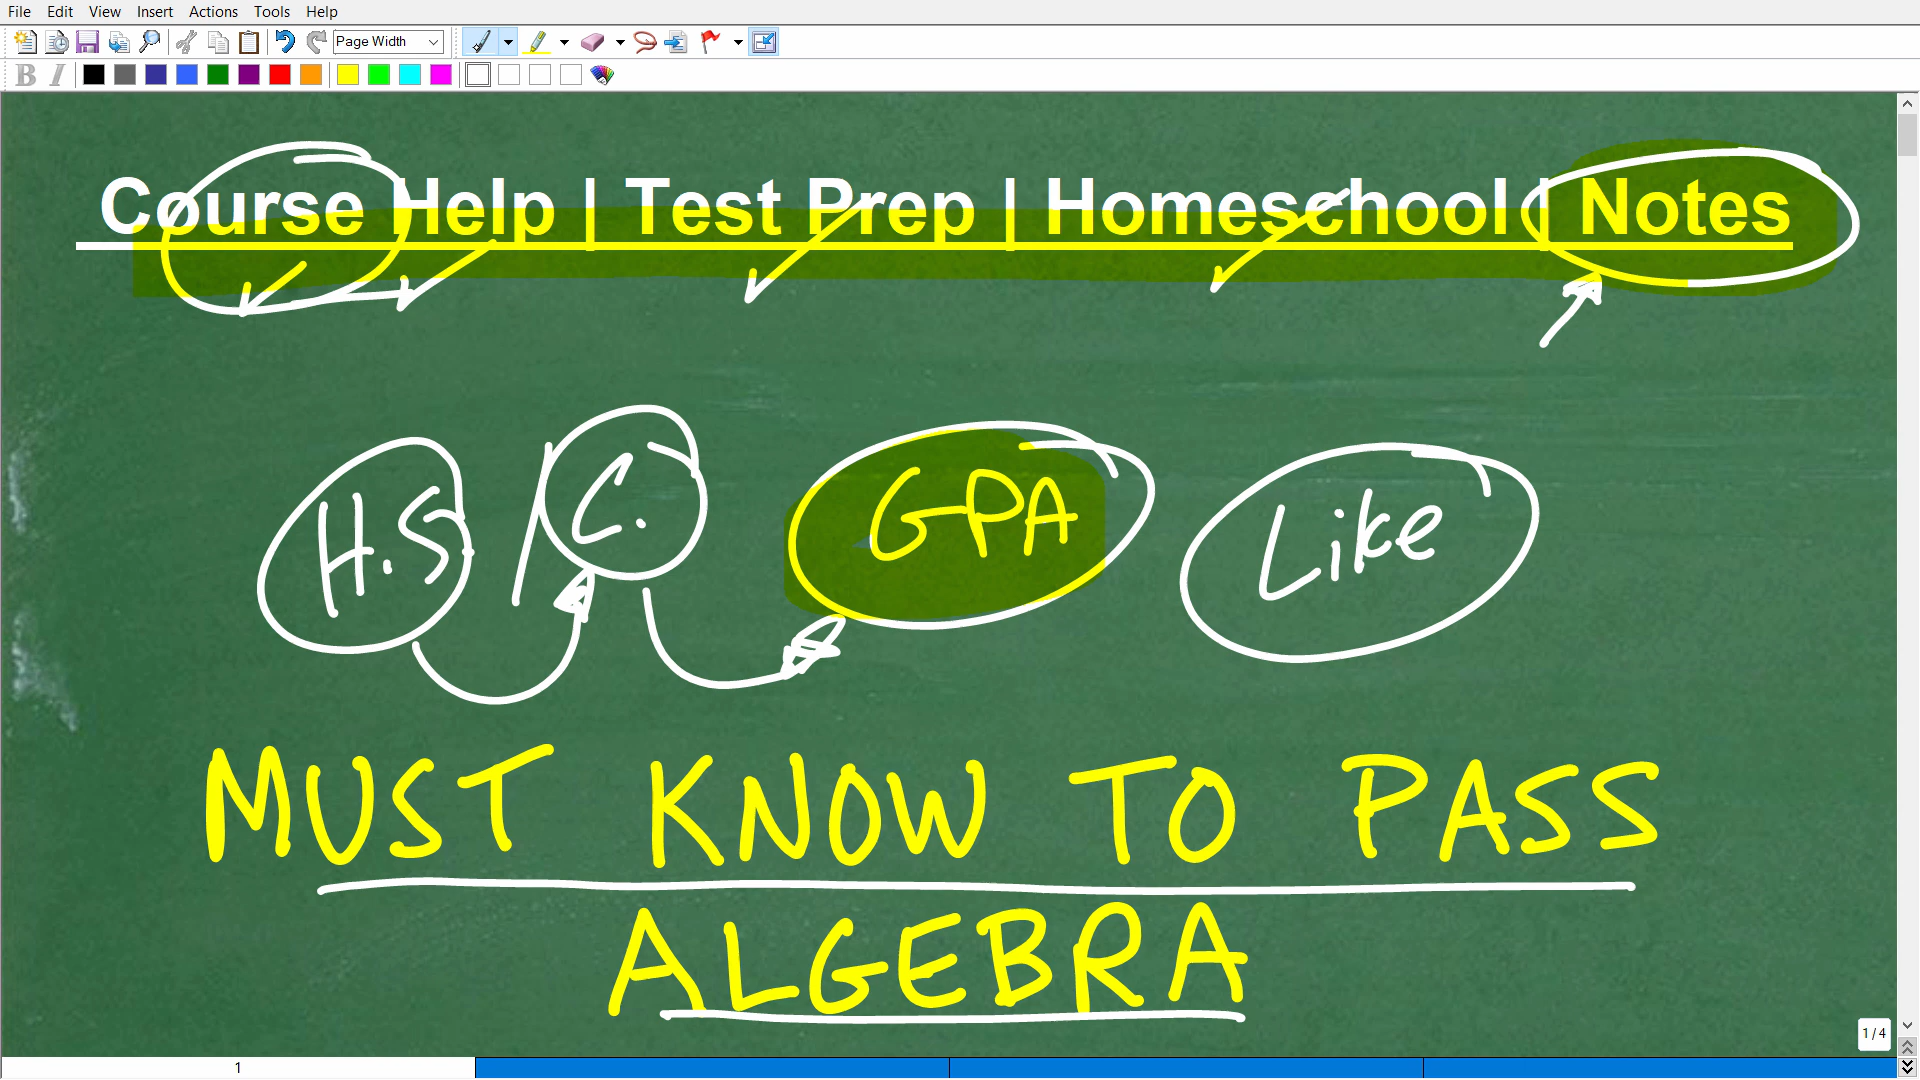 File Edit View Insert Actions Tools Help
Page Width
B I
Course Help | Test Prep | Homeschool | Notes
H.S / C. GPA Like
MUST KNOW TO PASS
ALGEBRA
1 / 4
1